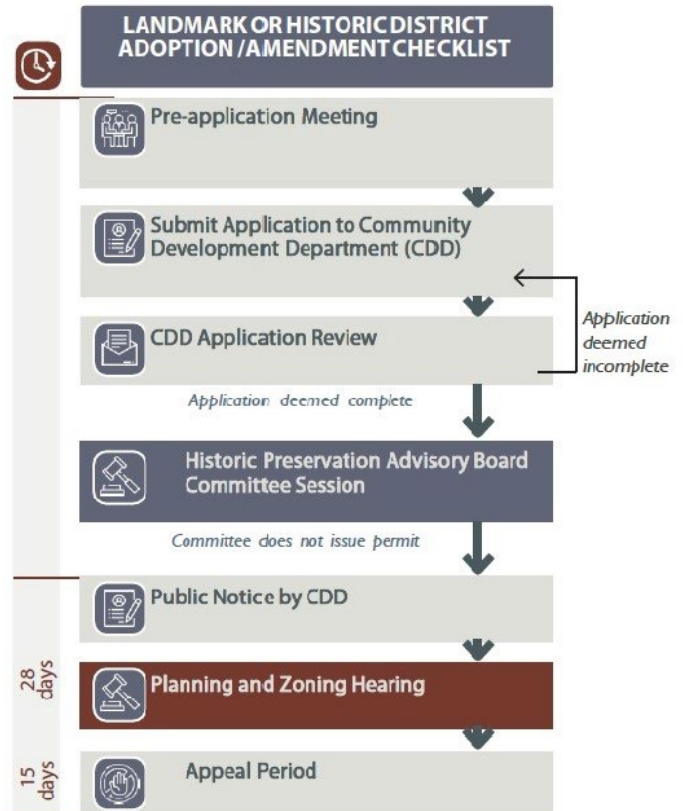 LANDMARK OR HISTORIC DISTRICT
ADOPTION /AMENDMENT CHECKLIST
Pre-application Meeting
Submit Application to Community
Development Department (CDD)
CDD Application Review
Application
deemed
incomplete
Application deemed complete
Historic Preservation Advisory Board
Committee Session
Committee does not issue permit
Public Notice by CDD
28
days
Planning and Zoning Hearing
15
days
Appeal Period